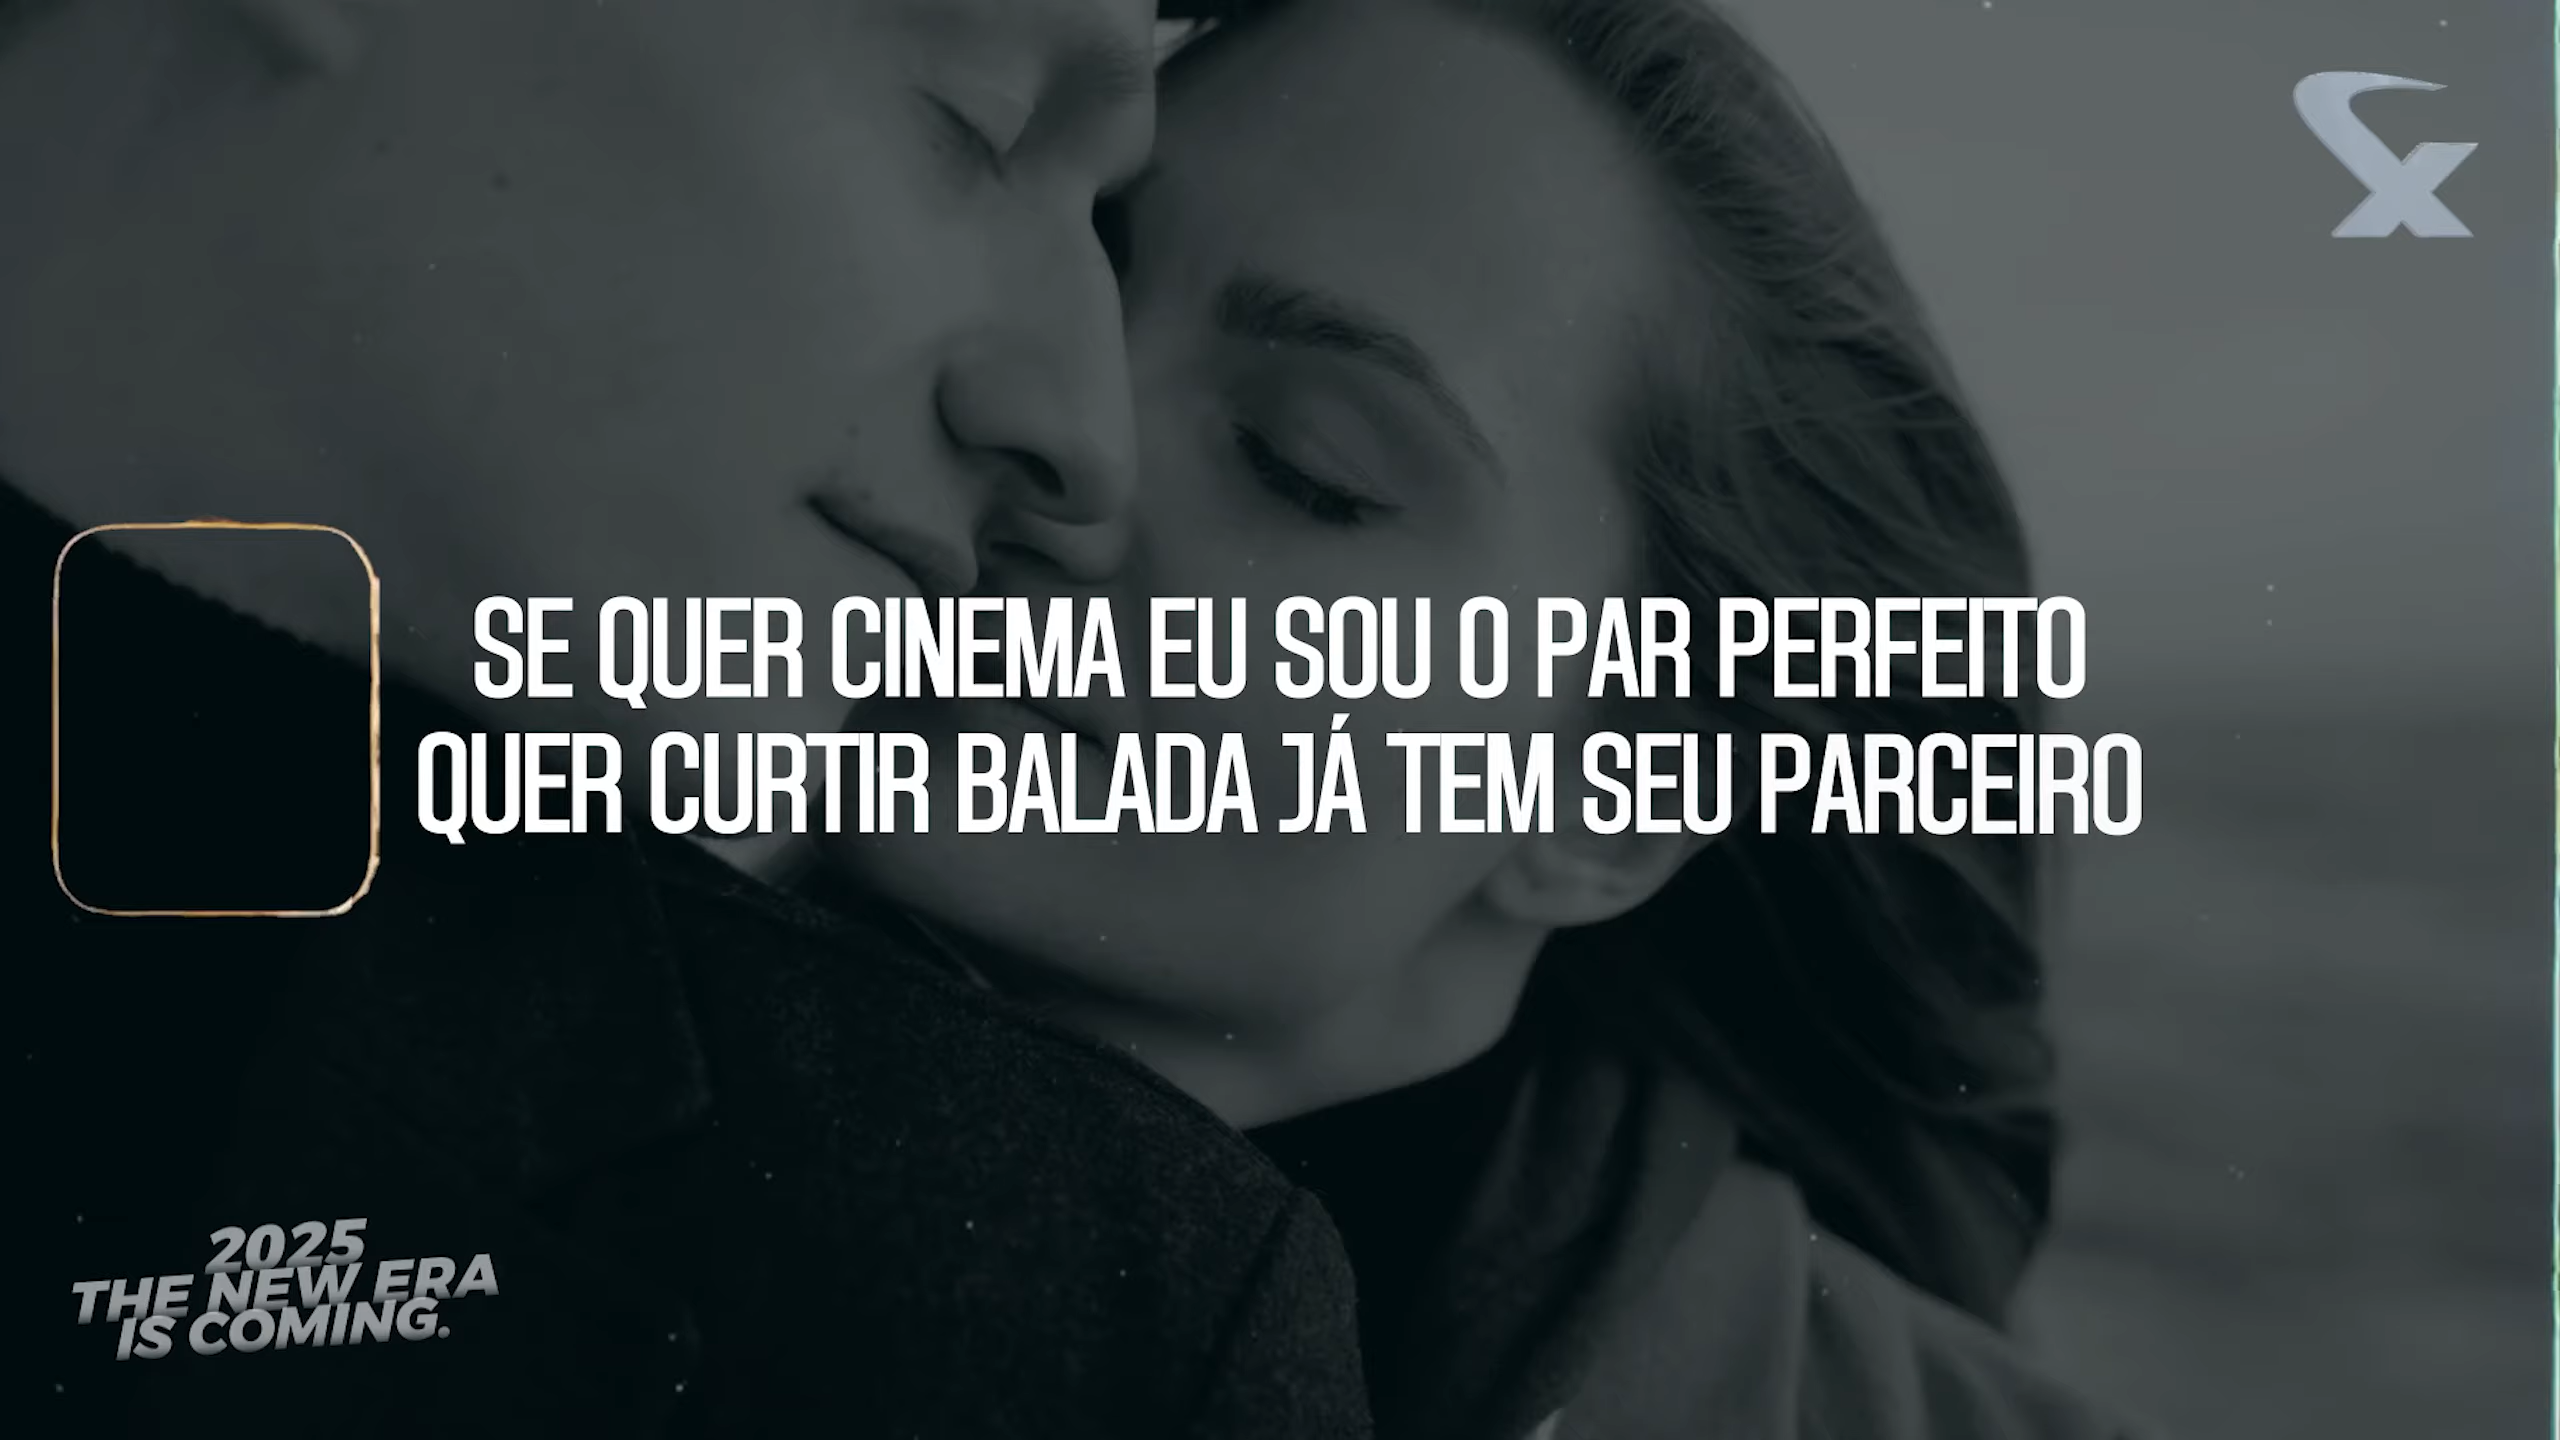 SE QUER CINEMA EU SOU O PAR PERFEITO
QUER CURTIR BALADA JÁ TEM SEU PARCEIRO
2025
THE NEW ERA
IS COMING.